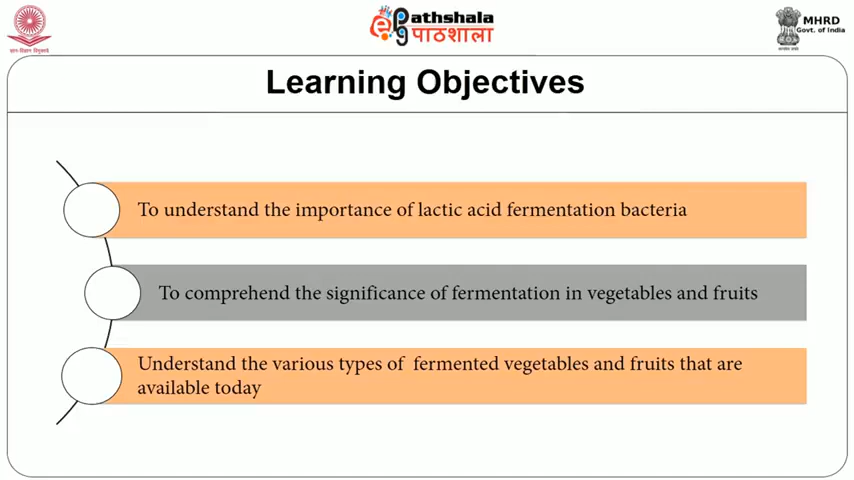 ePathshala
पाठशाला
MHRD
Govt. of India
Learning Objectives
To understand the importance of lactic acid fermentation bacteria
To comprehend the significance of fermentation in vegetables and fruits
Understand the various types of fermented vegetables and fruits that are
available today